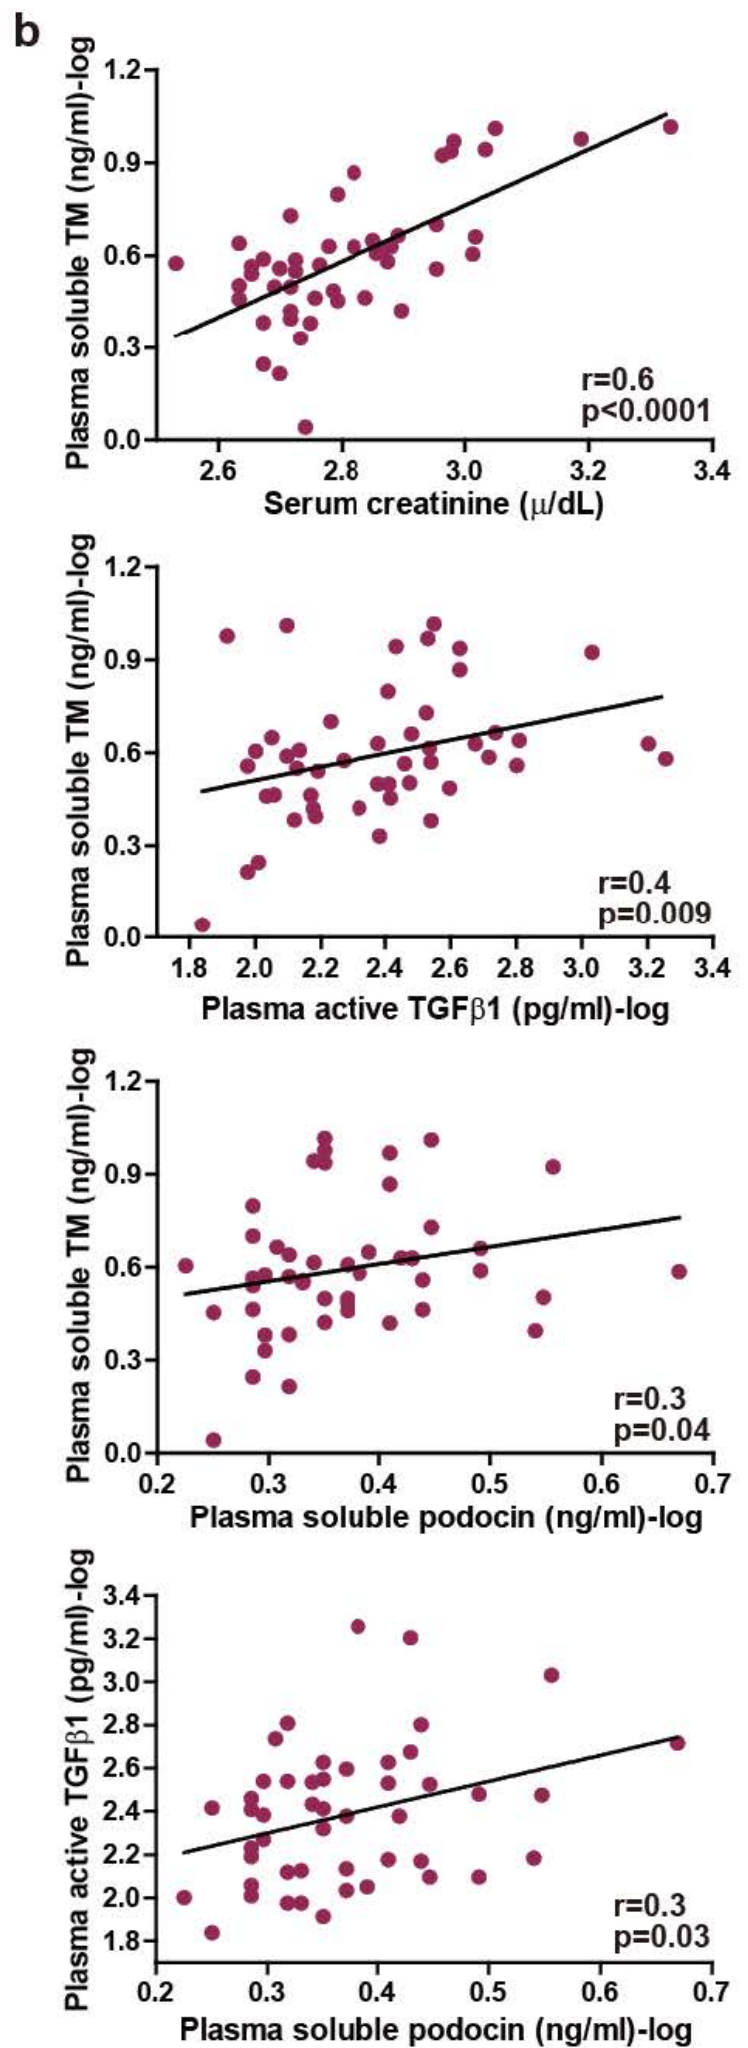 b
Plasma soluble TM (ng/ml)-log
1.2
0.9
0.6
0.3
0.0
r=0.6
p<0.0001
2.6 2.8 3.0 3.2 3.4
Serum creatinine (μ/dL)
Plasma soluble TM (ng/ml)-log
1.2
0.9
0.6
0.3
0.0
r=0.4
p=0.009
1.8 2.0 2.2 2.4 2.6 2.8 3.0 3.2 3.4
Plasma active TGFβ1 (pg/ml)-log
Plasma soluble TM (ng/ml)-log
1.2
0.9
0.6
0.3
0.0
r=0.3
p=0.04
0.2 0.3 0.4 0.5 0.6 0.7
Plasma soluble podocin (ng/ml)-log
Plasma active TGFβ1 (pg/ml)-log
3.4
3.2
3.0
2.8
2.6
2.4
2.2
2.0
1.8
r=0.3
p=0.03
0.2 0.3 0.4 0.5 0.6 0.7
Plasma soluble podocin (ng/ml)-log